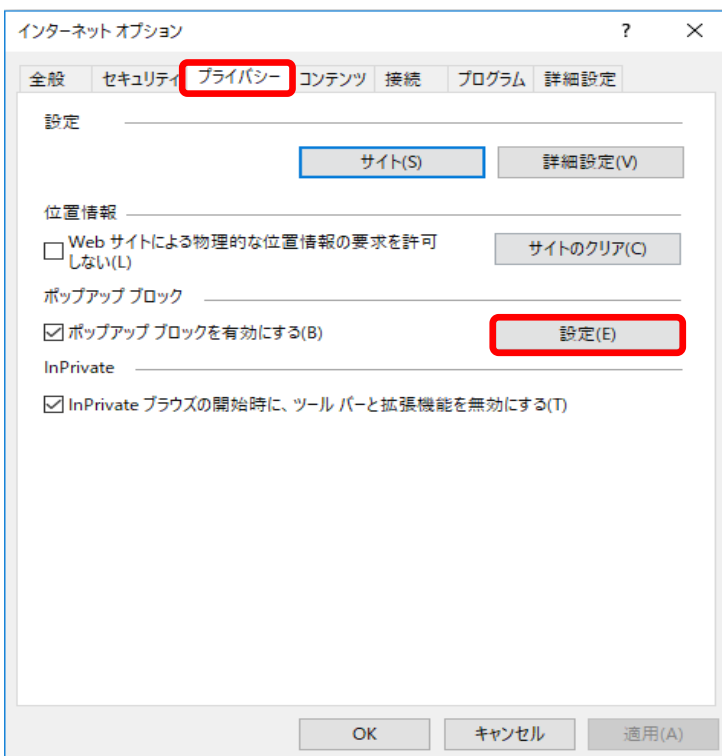 インターネット オプション ? ×
全般 セキュリティ プライバシー コンテンツ 接続 プログラム 詳細設定
設定
サイト(S) 詳細設定(V)
位置情報
Web サイトによる物理的な位置情報の要求を許可
しない(L)
サイトのクリア(C)
ポップアップ ブロック
ポップアップ ブロックを有効にする(B) 設定(E)
InPrivate
InPrivate ブラウズの開始時に、ツール バーと拡張機能を無効にする(T)
OK キャンセル 適用(A)